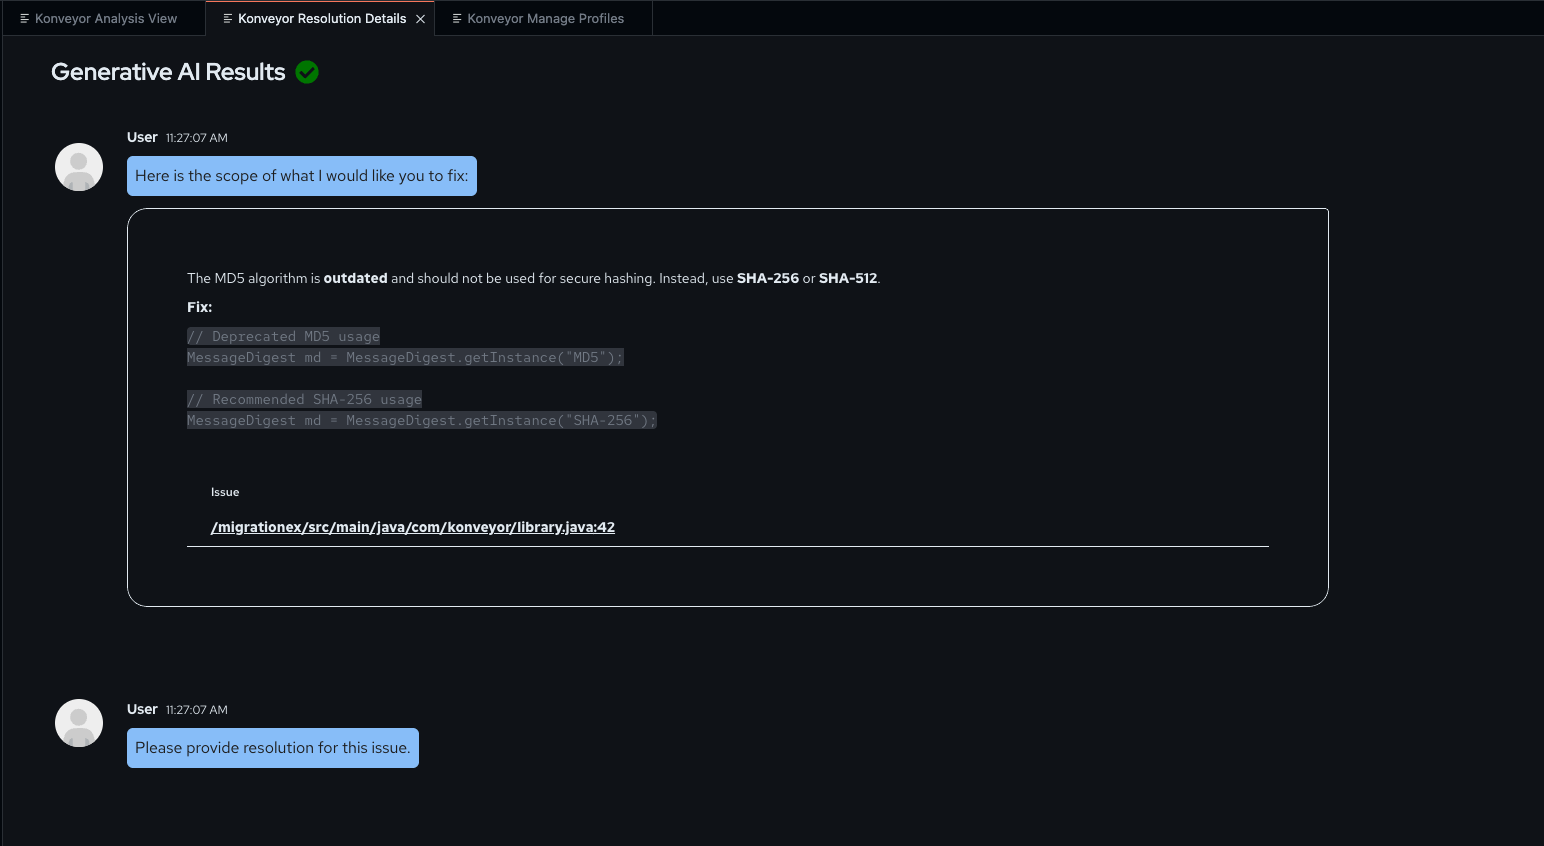 Konveyor Analysis View
Konveyor Resolution Details
Konveyor Manage Profiles
Generative AI Results
User 11:27:07 AM
Here is the scope of what I would like you to fix:
The MD5 algorithm is outdated and should not be used for secure hashing. Instead, use SHA-256 or SHA-512.
Fix:
// Deprecated MD5 usage
MessageDigest md = MessageDigest.getInstance("MD5");
// Recommended SHA-256 usage
MessageDigest md = MessageDigest.getInstance("SHA-256");
Issue
/migrationex/src/main/java/com/konveyor/library.java:42
User 11:27:07 AM
Please provide resolution for this issue.